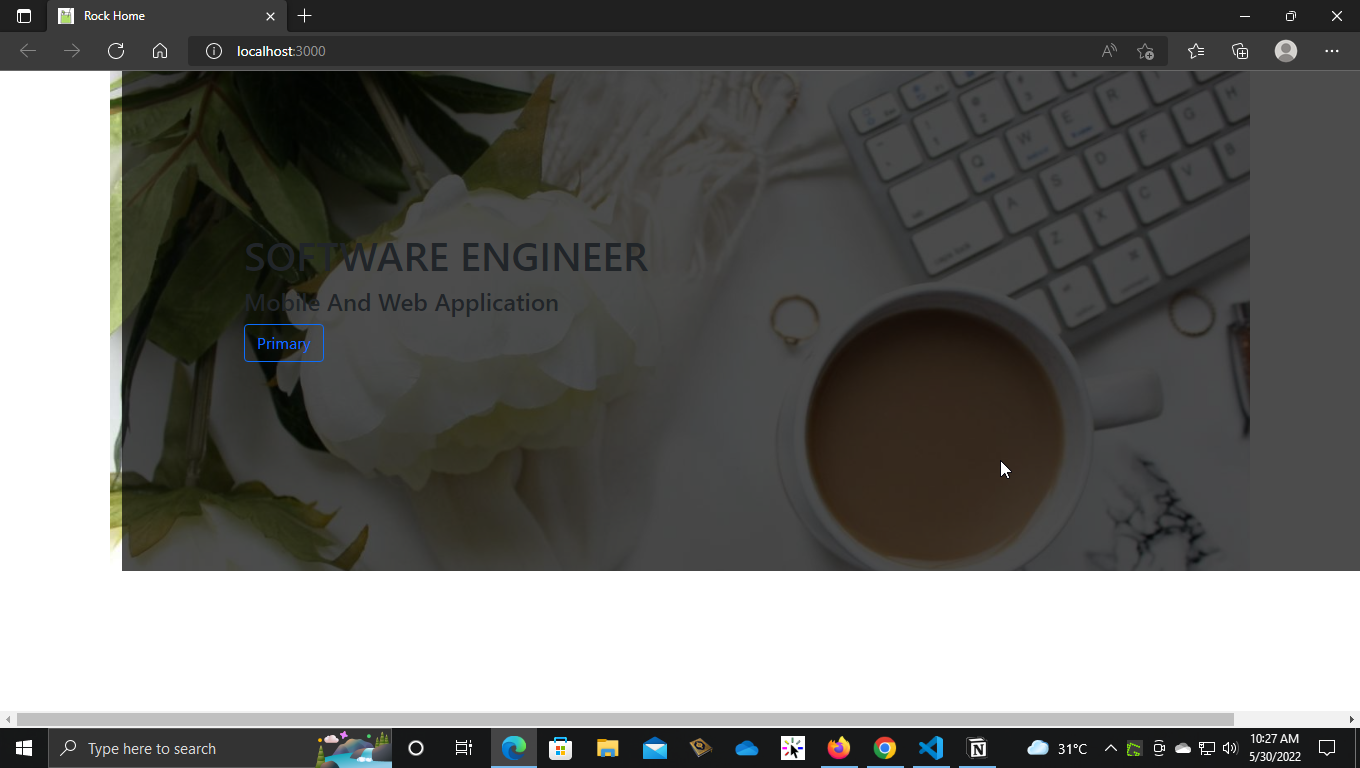 Rock Home
localhost:3000
SOFTWARE ENGINEER
Mobile And Web Application
Primary
Type here to search
31°C
10:27 AM
5/30/2022